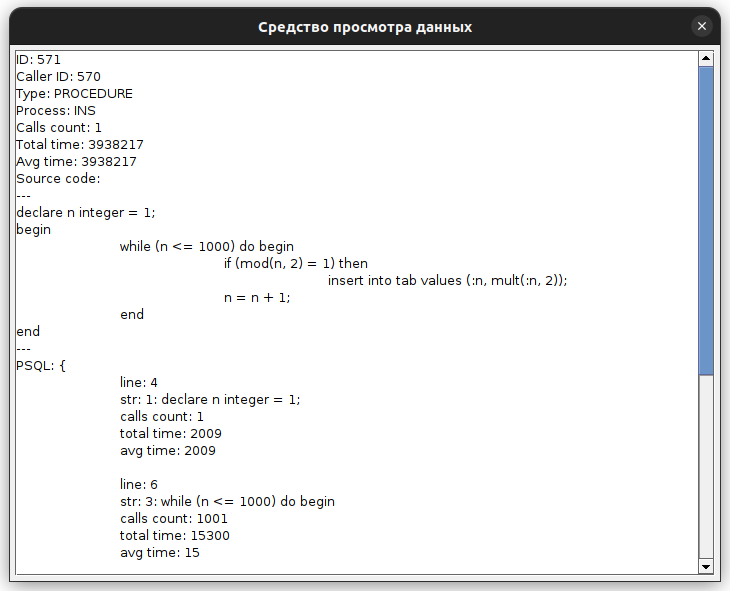 Средство просмотра данных
ID: 571
Caller ID: 570
Type: PROCEDURE
Process: INS
Calls count: 1
Total time: 3938217
Avg time: 3938217
Source code:
---
declare n integer = 1;
begin
while (n <= 1000) do begin
if (mod(n, 2) = 1) then
insert into tab values (:n, mult(:n, 2));
n = n + 1;
end
end
---
PSQL: {
line: 4
str: 1: declare n integer = 1;
calls count: 1
total time: 2009
avg time: 2009
line: 6
str: 3: while (n <= 1000) do begin
calls count: 1001
total time: 15300
avg time: 15